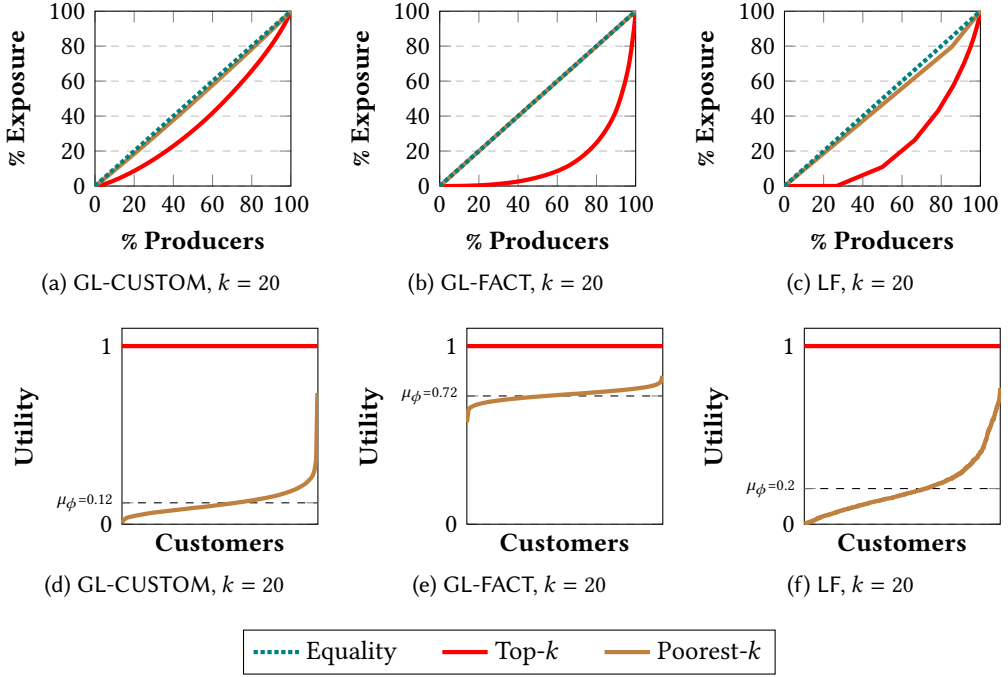 100
80
60
40
20
0
% Exposure
0 20 40 60 80 100
% Producers
(a) GL-CUSTOM, k = 20
100
80
60
40
20
0
% Exposure
0 20 40 60 80 100
% Producers
(b) GL-FACT, k = 20
100
80
60
40
20
0
% Exposure
0 20 40 60 80 100
% Producers
(c) LF, k = 20
1
Utility
μϕ=0.12
0
Customers
(d) GL-CUSTOM, k = 20
1
Utility
μϕ=0.72
0
Customers
(e) GL-FACT, k = 20
1
Utility
μϕ=0.2
0
Customers
(f) LF, k = 20
Equality Top-k Poorest-k